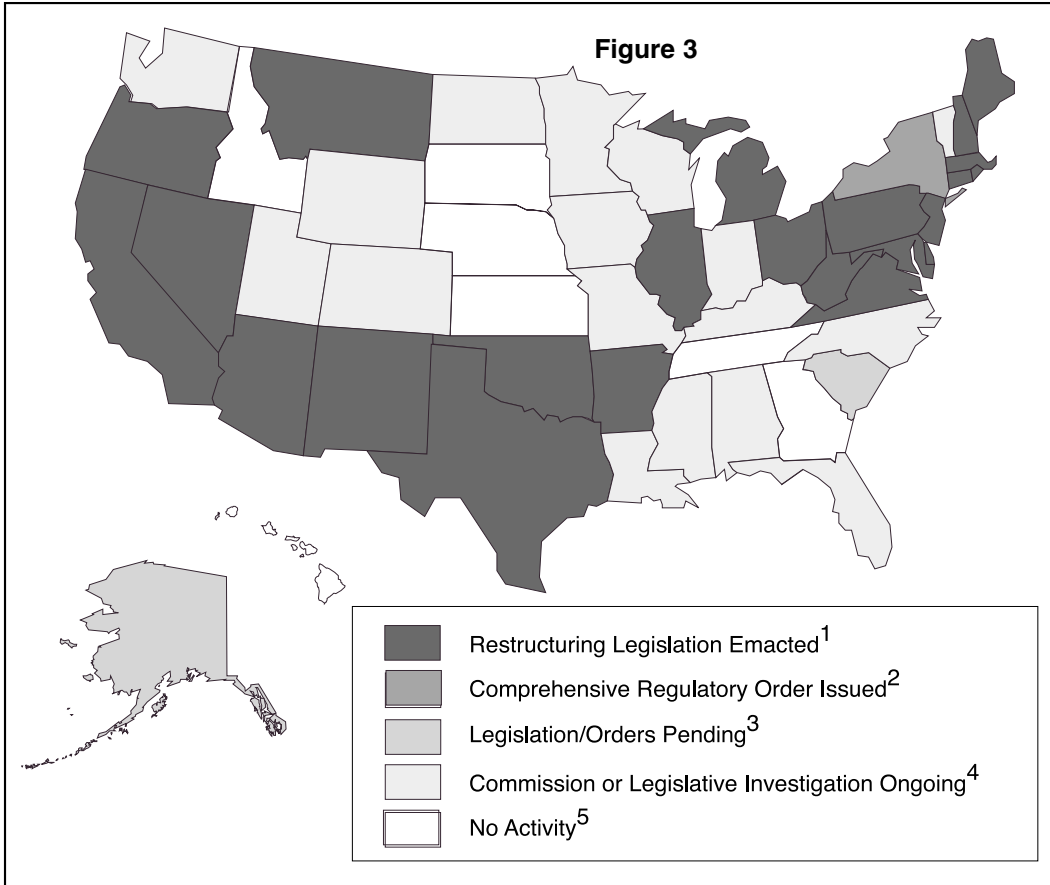 Figure 3
Restructuring Legislation Emacted1
Comprehensive Regulatory Order Issued2
Legislation/Orders Pending3
Commission or Legislative Investigation Ongoing4
No Activity5